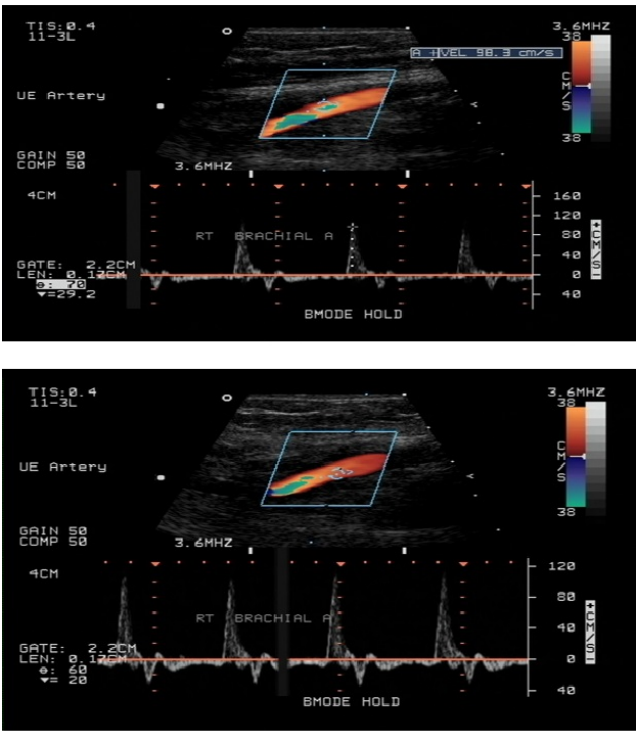 TIS:0.4
11-3L
3.6MHZ
38
A +VEL 98.3 cm/s
CM/S
UE Artery
38
GAIN 50
COMP 50
3.6MHZ
4CM
160
120
RT BRACHIAL A
80
+CM/S-
40
GATE: 2.2CM
LEN: 0.17CM
0
θ: 70
▼=29.2
40
BMODE HOLD
TIS:0.4
11-3L
3.6MHZ
38
CM/S
UE Artery
38
GAIN 50
COMP 50
3.6MHZ
4CM
120
80
RT BRACHIAL A
+CM/S-
40
GATE: 2.2CM
LEN: 0.17CM
0
θ: 60
▼= 20
40
BMODE HOLD